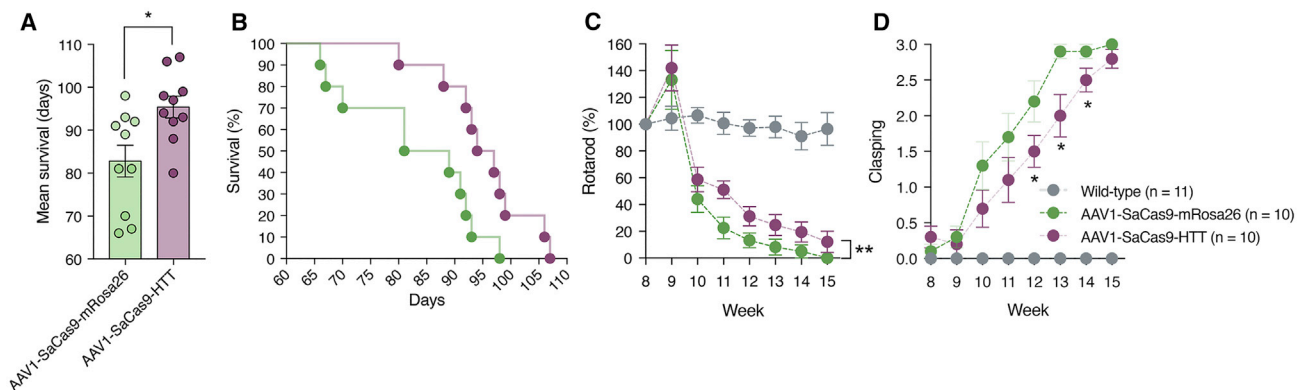 A
*
Mean survival (days)
110
100
90
80
70
60
AAV1-SaCas9-mRosa26
AAV1-SaCas9-HTT
B
Survival (%)
100
90
80
70
60
50
40
30
20
10
0
60
65
70
75
80
85
90
95
100
105
110
Days
C
Rotarod (%)
160
140
120
100
80
60
40
20
0
**
8 9 10 11 12 13 14 15
Week
D
Clasping
3.0
2.5
2.0
1.5
1.0
0.5
0.0
*
*
*
Wild-type (n = 11)
AAV1-SaCas9-mRosa26 (n = 10)
AAV1-SaCas9-HTT (n = 10)
8 9 10 11 12 13 14 15
Week